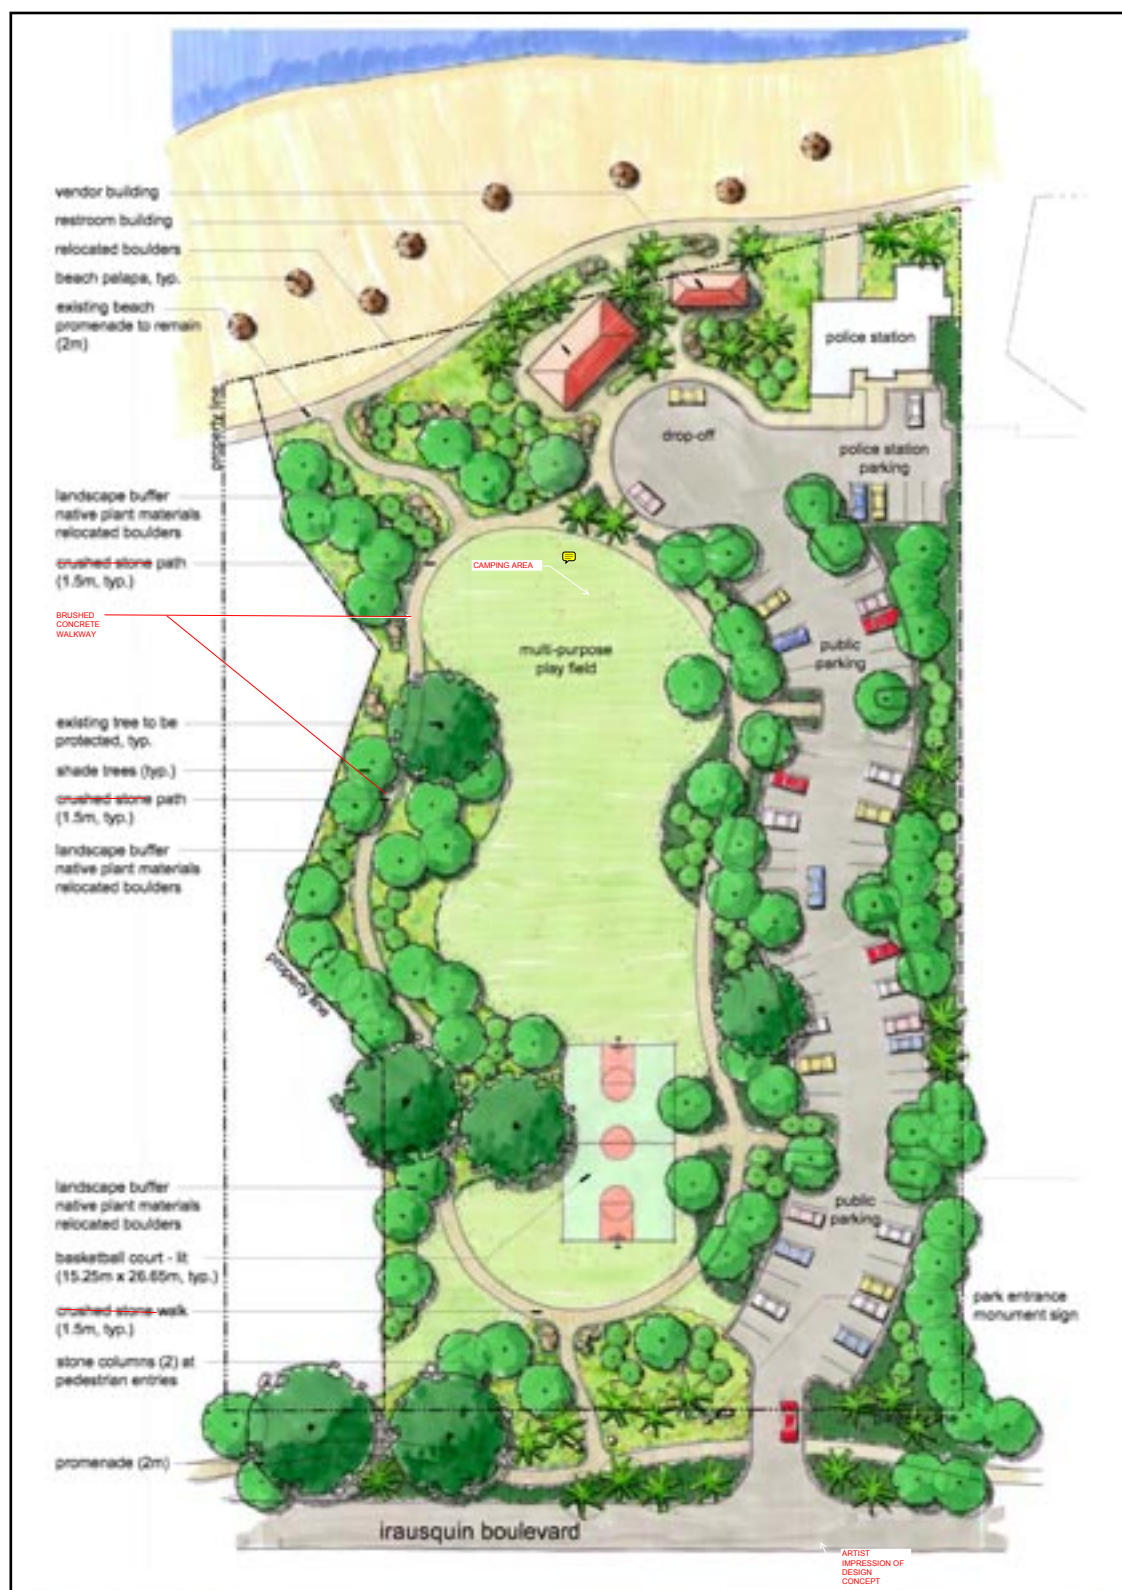 vendor building
restroom building
relocated boulders
beach palapa, typ.
existing beach
promenade to remain
(2m)
property line
police station
drop-off
police station
parking
landscape buffer
native plant materials
relocated boulders
crushed stone path
(1.5m, typ.)
CAMPING AREA
BRUSHED
CONCRETE
WALKWAY
multi-purpose
play field
public
parking
existing tree to be
protected, typ.
shade trees (typ.)
crushed stone path
(1.5m, typ.)
landscape buffer
native plant materials
relocated boulders
property line
landscape buffer
native plant materials
relocated boulders
public
parking
basketball court - lit
(15.25m x 26.65m, typ.)
crushed stone walk
(1.5m, typ.)
park entrance
monument sign
stone columns (2) at
pedestrian entries
promenade (2m)
irausquin boulevard
ARTIST
IMPRESSION OF
DESIGN
CONCEPT